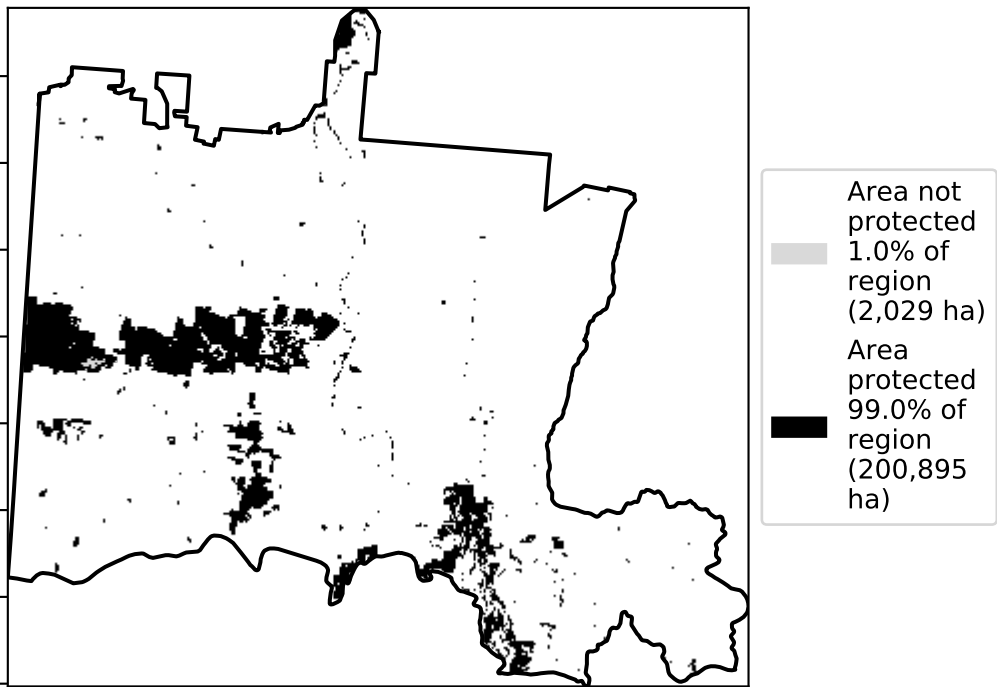 Area not
protected
1.0% of
region
(2,029 ha)
Area
protected
99.0% of
region
(200,895
ha)